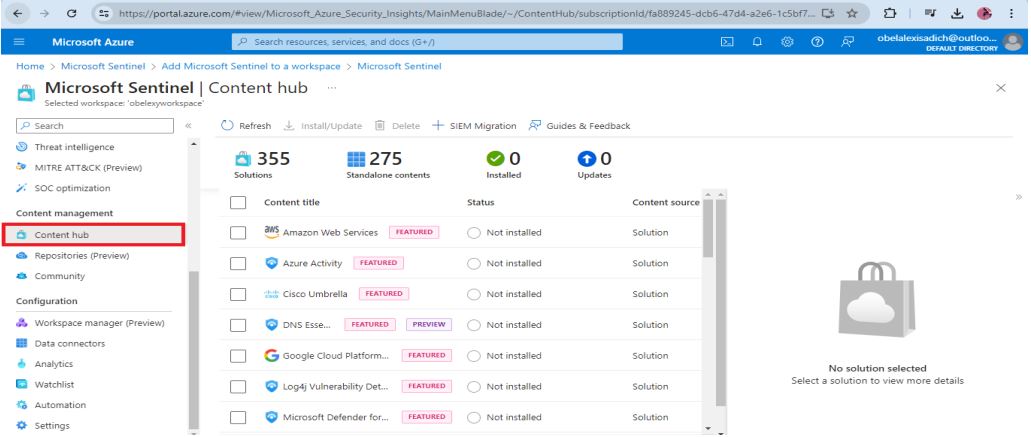 https://portal.azure.com/#view/Microsoft_Azure_Security_Insights/MainMenuBlade/~/ContentHub/subscriptionId/fa889245-dcb6-47d4-a2e6-1c5bf7...
Microsoft Azure
Search resources, services, and docs (G+/)
obelalexisadich@outloo...
DEFAULT DIRECTORY
Home > Microsoft Sentinel > Add Microsoft Sentinel to a workspace > Microsoft Sentinel
Microsoft Sentinel | Content hub ...
Selected workspace: 'obelexyworkspace'
Search
«
Threat intelligence
MITRE ATT&CK (Preview)
SOC optimization
Content management
Content hub
Repositories (Preview)
Community
Configuration
Workspace manager (Preview)
Data connectors
Analytics
Watchlist
Automation
Settings
Refresh Install/Update Delete SIEM Migration Guides & Feedback
355 275 0 0
Solutions Standalone contents Installed Updates
Content title Status Content source
aws Amazon Web Services FEATURED Not installed Solution
Azure Activity FEATURED Not installed Solution
Cisco Umbrella FEATURED Not installed Solution
DNS Esse... FEATURED PREVIEW Not installed Solution
Google Cloud Platform... FEATURED Not installed Solution
Log4j Vulnerability Det... FEATURED Not installed Solution
Microsoft Defender for... FEATURED Not installed Solution
»
No solution selected
Select a solution to view more details